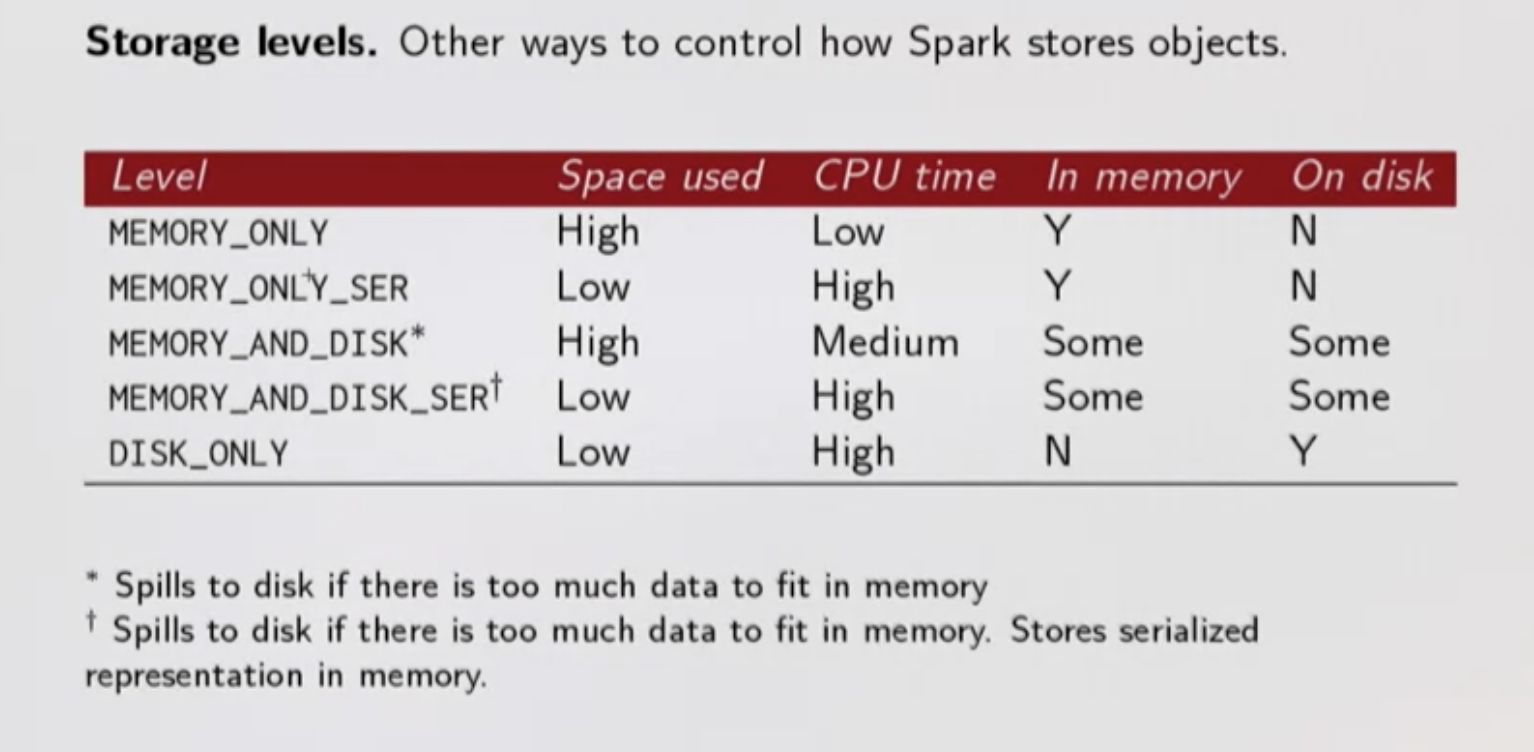 Storage levels. Other ways to control how Spark stores objects.
Level Space used CPU time In memory On disk
MEMORY_ONLY High Low Y N
MEMORY_ONLY_SER Low High Y N
MEMORY_AND_DISK* High Medium Some Some
MEMORY_AND_DISK_SER† Low High Some Some
DISK_ONLY Low High N Y
* Spills to disk if there is too much data to fit in memory
† Spills to disk if there is too much data to fit in memory. Stores serialized
representation in memory.